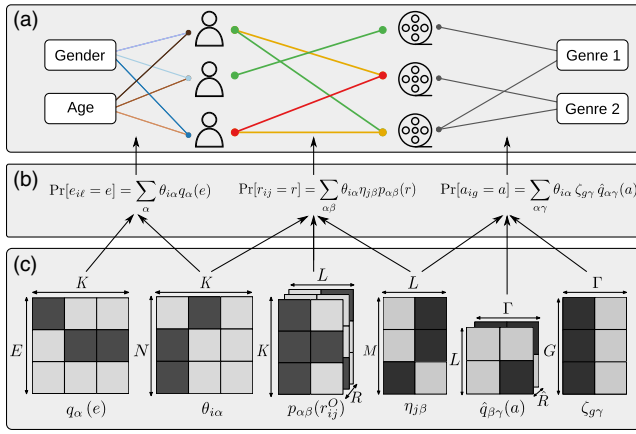 (a)
Gender
Age
Genre 1
Genre 2
(b)
Pr[e_{iℓ} = e] = ∑_α θ_{iα} q_α(e)
Pr[r_{ij} = r] = ∑_{αβ} θ_{iα} η_{jβ} p_{αβ}(r)
Pr[a_{ig} = a] = ∑_{αγ} θ_{iα} ζ_{gγ} q̂_{αγ}(a)
(c)
K
K
L
L
Γ
Γ
E
N
K
M
L
G
R
R̂
q_α (e)
θ_{iα}
p_{αβ}(r_{ij}^O)
η_{jβ}
q̂_{βγ}(a)
ζ_{gγ}